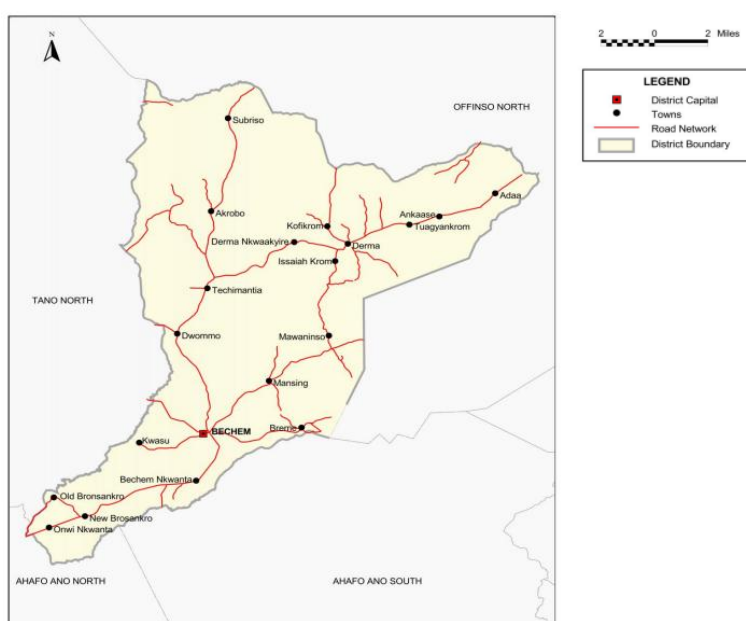 N
2 0 2 Miles
LEGEND
District Capital
Towns
Road Network
District Boundary
OFFINSO NORTH
Subriso
Adaa
Akrobo
Ankaase
Kofikrom
Tuagyankrom
Derma Nkwaakyire
Derma
Issaiah Krom
Techimantia
TANO NORTH
Dwommo
Mawaninso
Mansing
Breme
BECHEM
Kwasu
Bechem Nkwanta
Old Bronsankro
New Brosankro
Onwi Nkwanta
AHAFO ANO NORTH
AHAFO ANO SOUTH